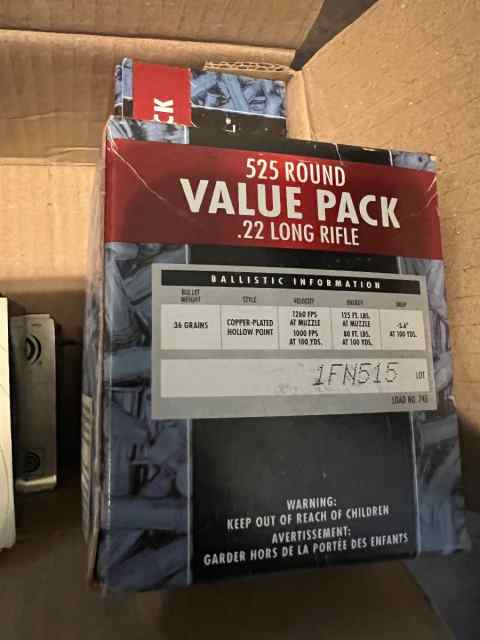 CK
525 ROUND
VALUE PACK
.22 LONG RIFLE
BALLISTIC INFORMATION
BULLET WEIGHT STYLE VELOCITY ENERGY DROP
36 GRAINS COPPER-PLATED HOLLOW POINT 1260 FPS AT MUZZLE 1000 FPS AT 100 YDS. 125 FT. LBS. AT MUZZLE 80 FT. LBS. AT 100 YDS. -5.6" AT 100 YDS.
1FN515 LOT
LOAD NO. 745
WARNING:
KEEP OUT OF REACH OF CHILDREN
AVERTISSEMENT:
GARDER HORS DE LA PORTÉE DES ENFANTS